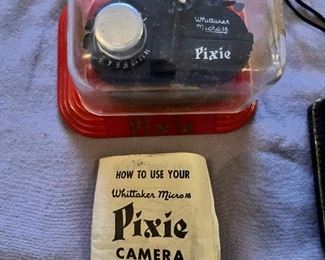 Whittaker
Micro 16
Pixie
Pixie
HOW TO USE YOUR
Whittaker Micro 16
Pixie
CAMERA